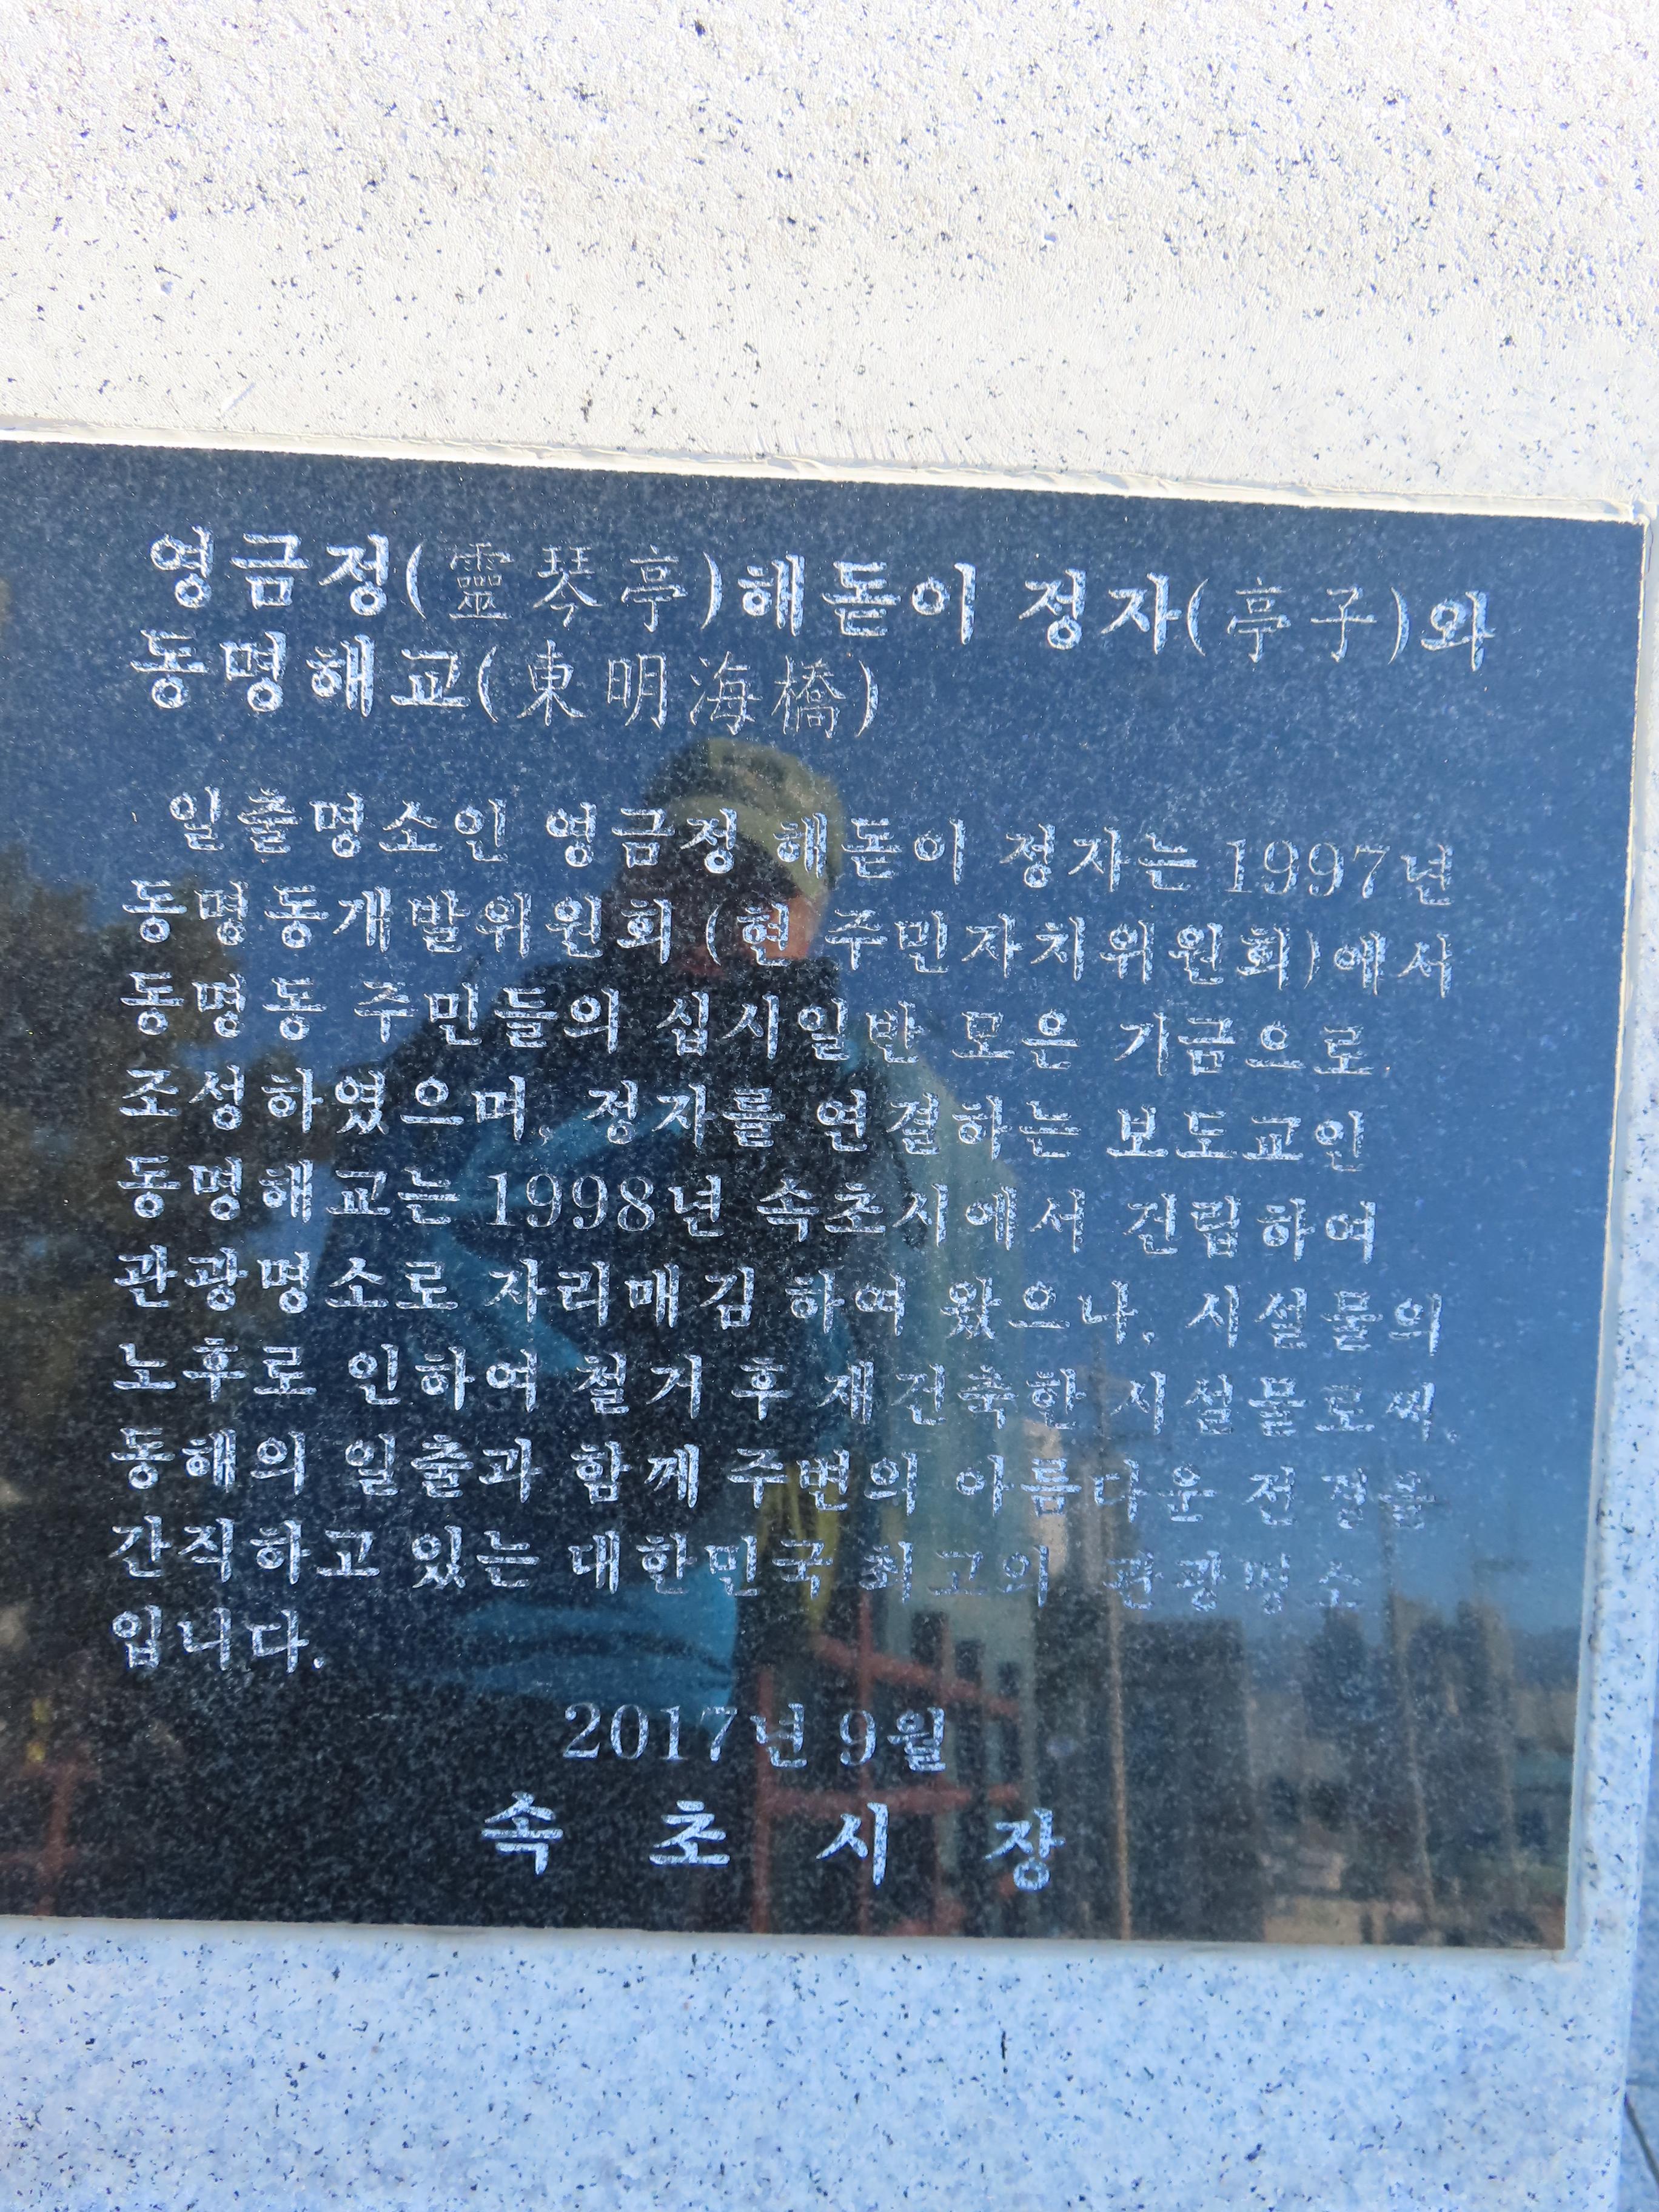 영금정(靈琴亭)해돋이 정자(亭子)와
동명해교(東明海橋)
일출명소인 영금정 해돋이 정자는 1997년
동명동개발위원회(현 주민자치위원회)에서
동명동 주민들의 십시일반 모은 기금으로
조성하였으며, 정자를 연결하는 보도교인
동명해교는 1998년 속초시에서 건립하여
관광명소로 자리매김 하여 왔으나, 시설물의
노후로 인하여 철거 후 재건축한 시설물로써,
동해의 일출과 함께 주변의 아름다운 전경을
간직하고 있는 대한민국 최고의 관광명소
입니다.
2017년 9월
속 초 시 장